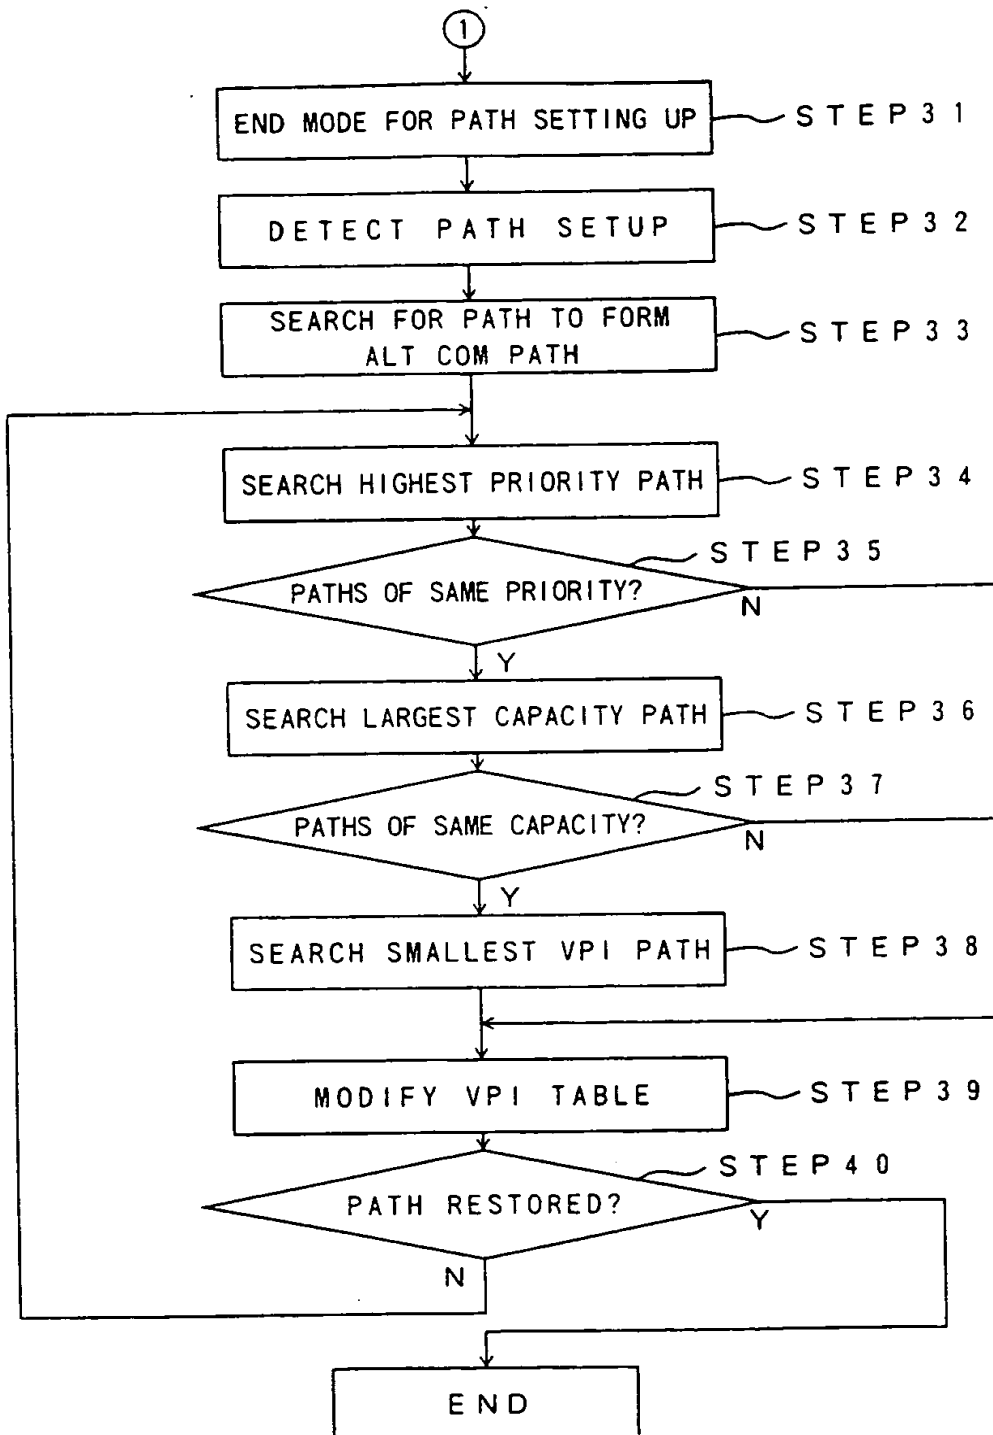 1
END MODE FOR PATH SETTING UP
STEP31
DETECT PATH SETUP
STEP32
SEARCH FOR PATH TO FORM
ALT COM PATH
STEP33
SEARCH HIGHEST PRIORITY PATH
STEP34
STEP35
PATHS OF SAME PRIORITY?
N
Y
SEARCH LARGEST CAPACITY PATH
STEP36
STEP37
PATHS OF SAME CAPACITY?
N
Y
SEARCH SMALLEST VPI PATH
STEP38
MODIFY VPI TABLE
STEP39
STEP40
PATH RESTORED?
Y
N
END